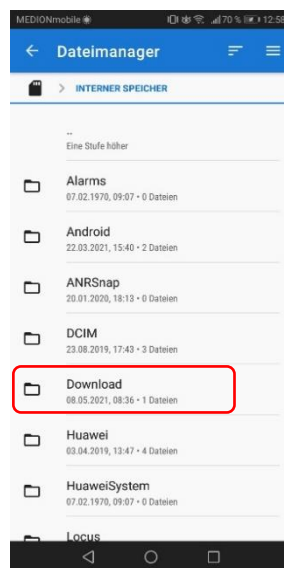 MEDIONmobile 70 % 12:58
Dateimanager
> INTERNER SPEICHER
..
Eine Stufe höher
Alarms
07.02.1970, 09:07 • 0 Dateien
Android
22.03.2021, 15:40 • 2 Dateien
ANRSnap
20.01.2020, 18:13 • 0 Dateien
DCIM
23.08.2019, 17:43 • 3 Dateien
Download
08.05.2021, 08:36 • 1 Dateien
Huawei
03.04.2019, 13:47 • 4 Dateien
HuaweiSystem
07.02.1970, 09:07 • 0 Dateien
Locus